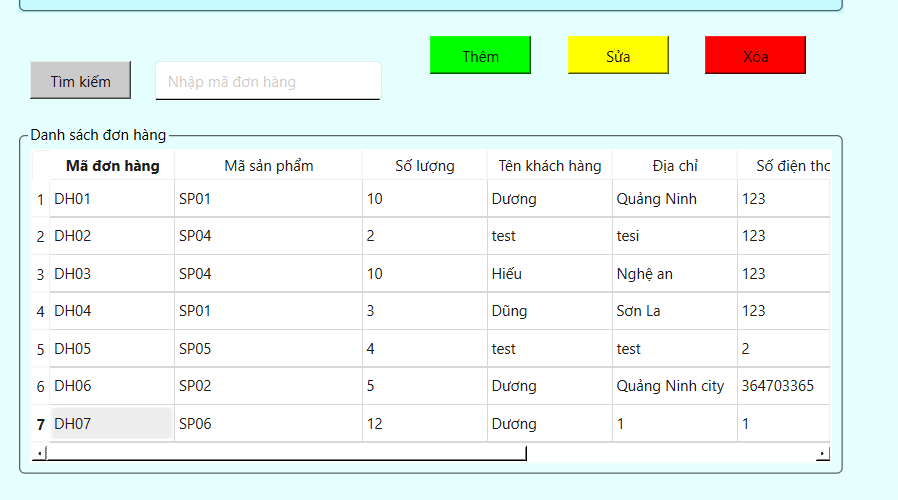 Thêm Sửa Xóa
Tìm kiếm Nhập mã đơn hàng
Danh sách đơn hàng
Mã đơn hàng Mã sản phẩm Số lượng Tên khách hàng Địa chỉ Số điện tho
1 DH01 SP01 10 Dương Quảng Ninh 123
2 DH02 SP04 2 test tesi 123
3 DH03 SP04 10 Hiếu Nghệ an 123
4 DH04 SP01 3 Dũng Sơn La 123
5 DH05 SP05 4 test test 2
6 DH06 SP02 5 Dương Quảng Ninh city 364703365
7 DH07 SP06 12 Dương 1 1